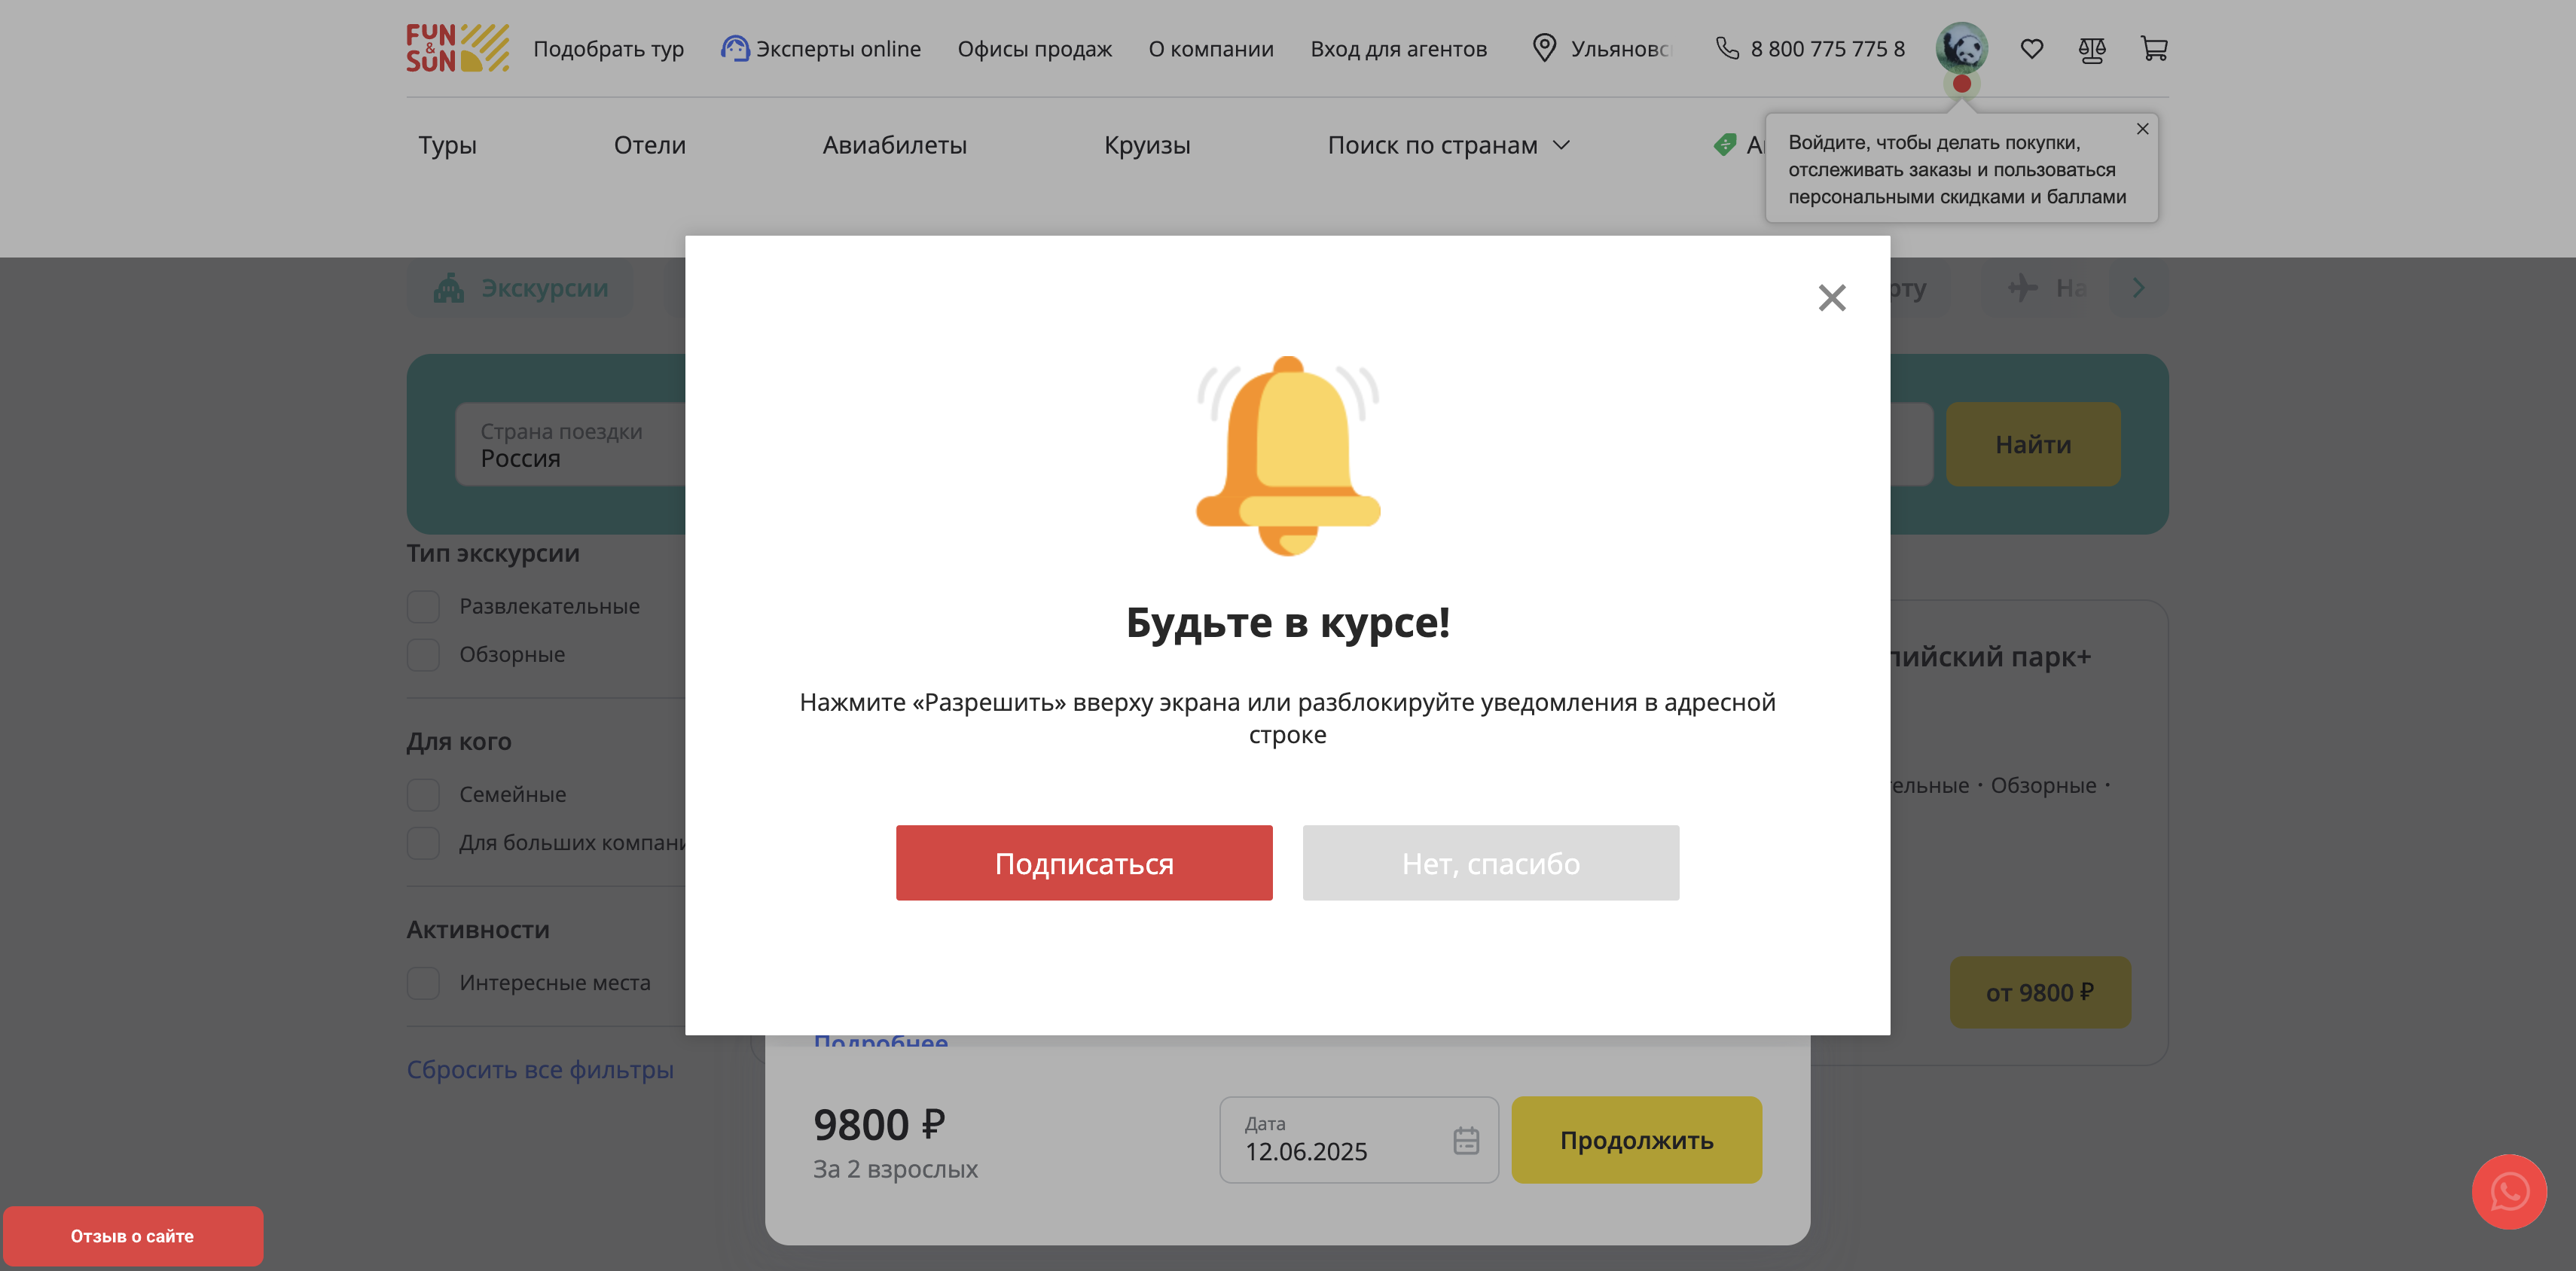 FUN
&
SUN
Подобрать тур
Эксперты online
Офисы продаж
О компании
Вход для агентов
Ульяновс
8 800 775 775 8
Туры
Отели
Авиабилеты
Круизы
Поиск по странам
Войдите, чтобы делать покупки,
отслеживать заказы и пользоваться
персональными скидками и баллами
Экскурсии
рту
На
Страна поездки
Россия
Найти
Тип экскурсии
Развлекательные
Обзорные
Для кого
Семейные
Для больших компани
Активности
Интересные места
Сбросить все фильтры
Будьте в курсе!
Нажмите «Разрешить» вверху экрана или разблокируйте уведомления в адресной
строке
Подписаться
Нет, спасибо
пийский парк+
ельные · Обзорные ·
от 9800 ₽
Подробнее
9800 ₽
За 2 взрослых
Дата
12.06.2025
Продолжить
Отзыв о сайте